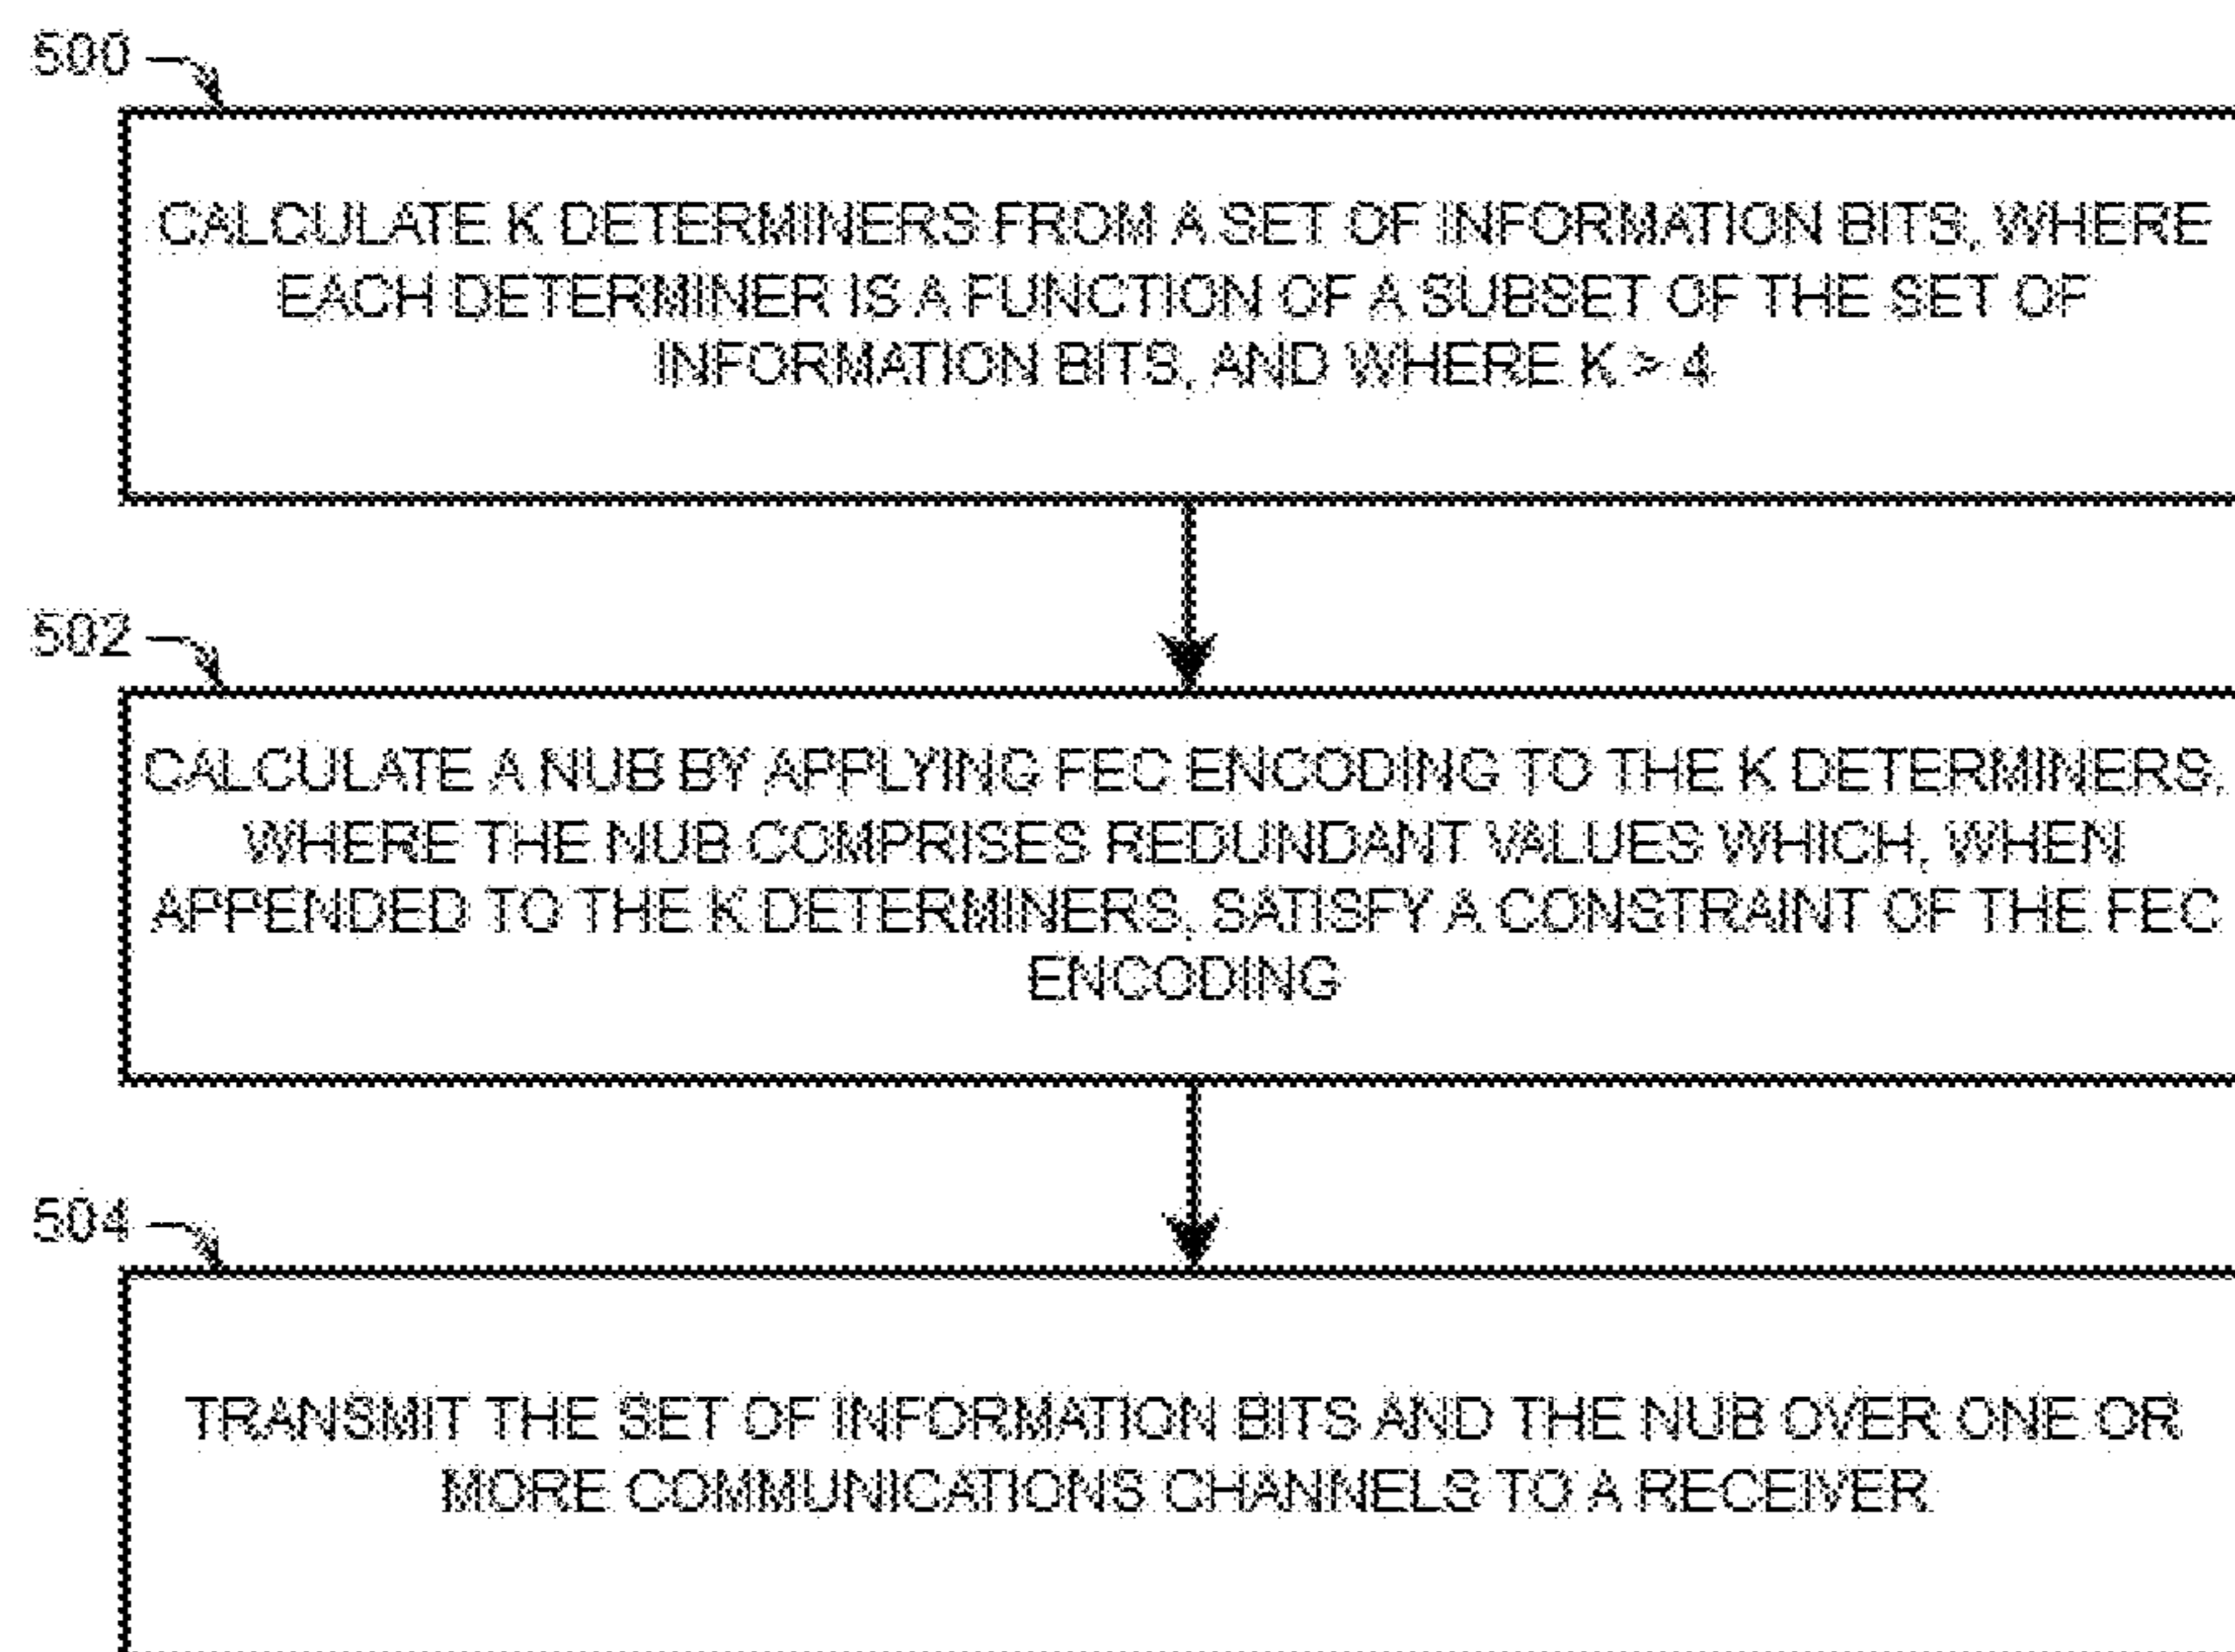 500
CALCULATE K DETERMINERS FROM A SET OF INFORMATION BITS, WHERE
EACH DETERMINER IS A FUNCTION OF A SUBSET OF THE SET OF
INFORMATION BITS, AND WHERE K > 4
502
CALCULATE A NUB BY APPLYING FEC ENCODING TO THE K DETERMINERS,
WHERE THE NUB COMPRISES REDUNDANT VALUES WHICH, WHEN
APPENDED TO THE K DETERMINERS, SATISFY A CONSTRAINT OF THE FEC
ENCODING
504
TRANSMIT THE SET OF INFORMATION BITS AND THE NUB OVER ONE OR
MORE COMMUNICATIONS CHANNELS TO A RECEIVER